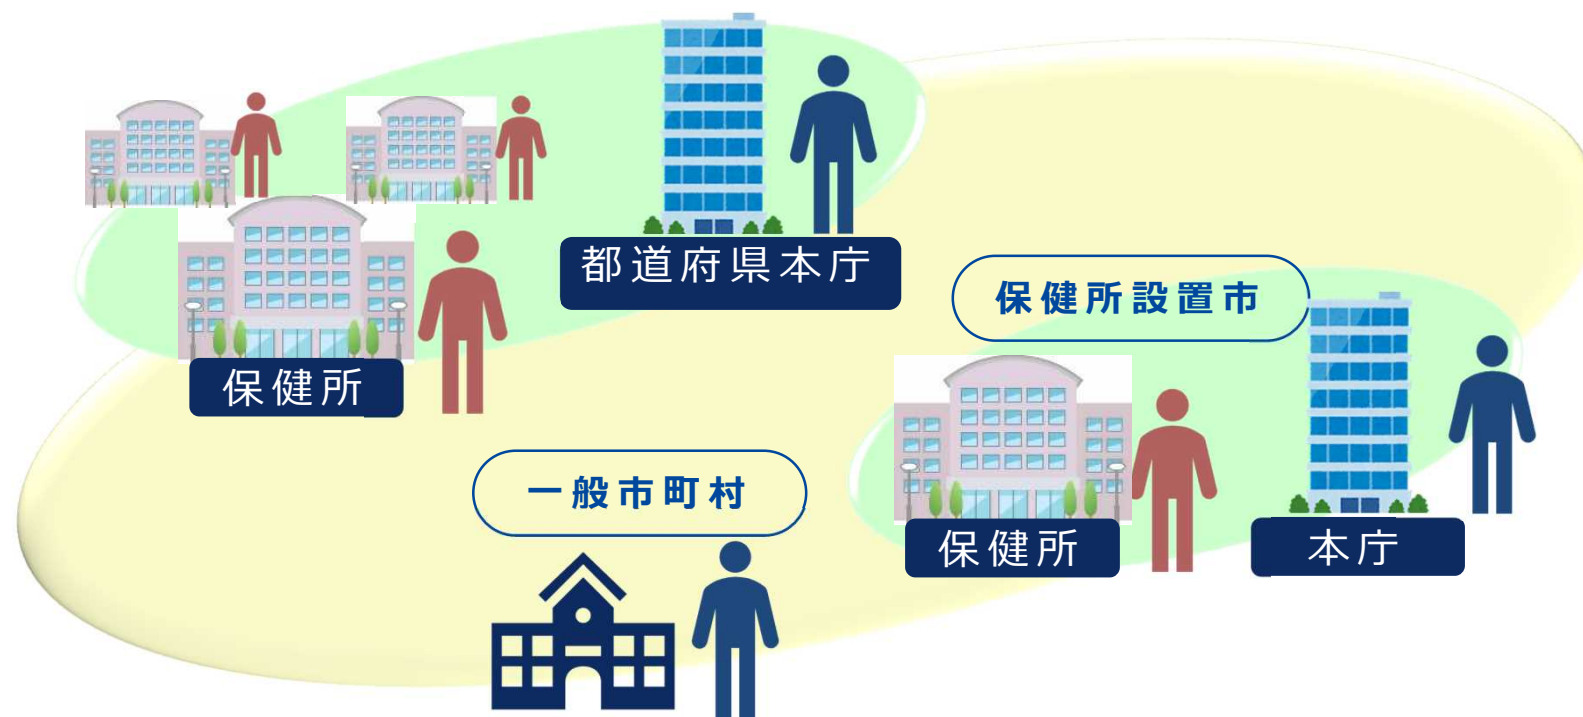 都道府県本庁
保健所設置市
保健所
一般市町村
保健所
本庁